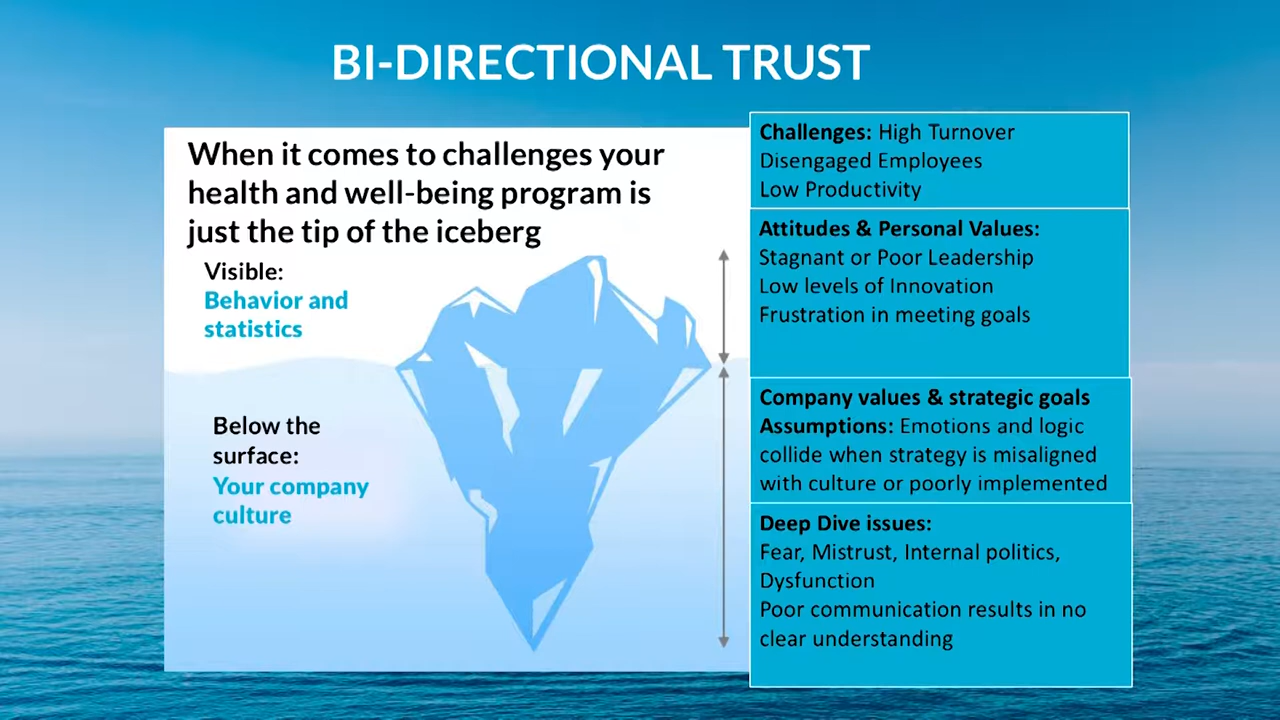 BI-DIRECTIONAL TRUST
When it comes to challenges your
health and well-being program is
just the tip of the iceberg
Visible:
Behavior and
statistics
Below the
surface:
Your company
culture
Challenges: High Turnover
Disengaged Employees
Low Productivity
Attitudes & Personal Values:
Stagnant or Poor Leadership
Low levels of Innovation
Frustration in meeting goals
Company values & strategic goals
Assumptions: Emotions and logic
collide when strategy is misaligned
with culture or poorly implemented
Deep Dive issues:
Fear, Mistrust, Internal politics,
Dysfunction
Poor communication results in no
clear understanding